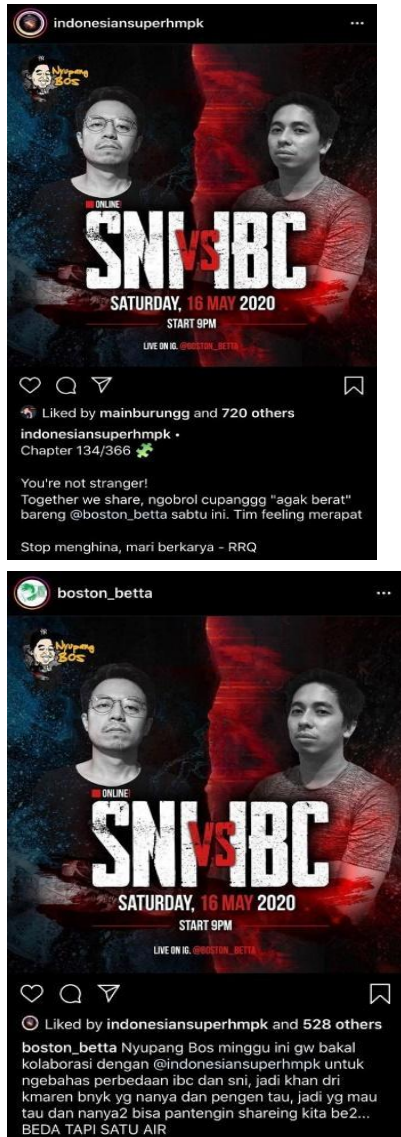 indonesiansuperhmpk
Nyupang
BOS
ONLINE
SNI VS IBC
SATURDAY, 16 MAY 2020
START 9PM
LIVE ON IG. @BOSTON_BETTA
Liked by mainburungg and 720 others
indonesiansuperhmpk •
Chapter 134/366
You're not stranger!
Together we share, ngobrol cupanggg "agak berat"
bareng @boston_betta sabtu ini. Tim feeling merapat
Stop menghina, mari berkarya - RRQ
boston_betta
Nyupang
BOS
ONLINE
SNI VS IBC
SATURDAY, 16 MAY 2020
START 9PM
LIVE ON IG. @BOSTON_BETTA
Liked by indonesiansuperhmpk and 528 others
boston_betta Nyupang Bos minggu ini gw bakal
kolaborasi dengan @indonesiansuperhmpk untuk
ngebahas perbedaan ibc dan sni, jadi khan dri
kmaren bnyk yg nanya dan pengen tau, jadi yg mau
tau dan nanya2 bisa pantengin shareing kita be2...
BEDA TAPI SATU AIR